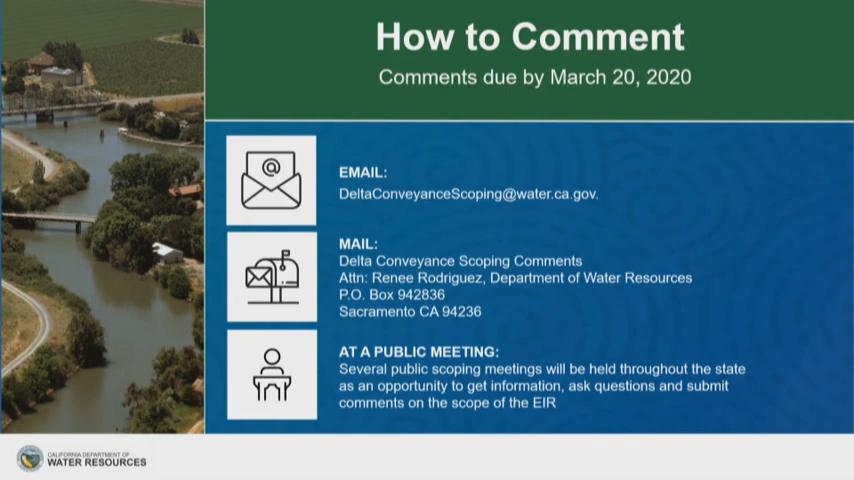 How to Comment
Comments due by March 20, 2020
@
EMAIL:
DeltaConveyanceScoping@water.ca.gov.
MAIL:
Delta Conveyance Scoping Comments
Attn: Renee Rodriguez, Department of Water Resources
P.O. Box 942836
Sacramento CA 94236
AT A PUBLIC MEETING:
Several public scoping meetings will be held throughout the state
as an opportunity to get information, ask questions and submit
comments on the scope of the EIR
CALIFORNIA DEPARTMENT OF
WATER RESOURCES